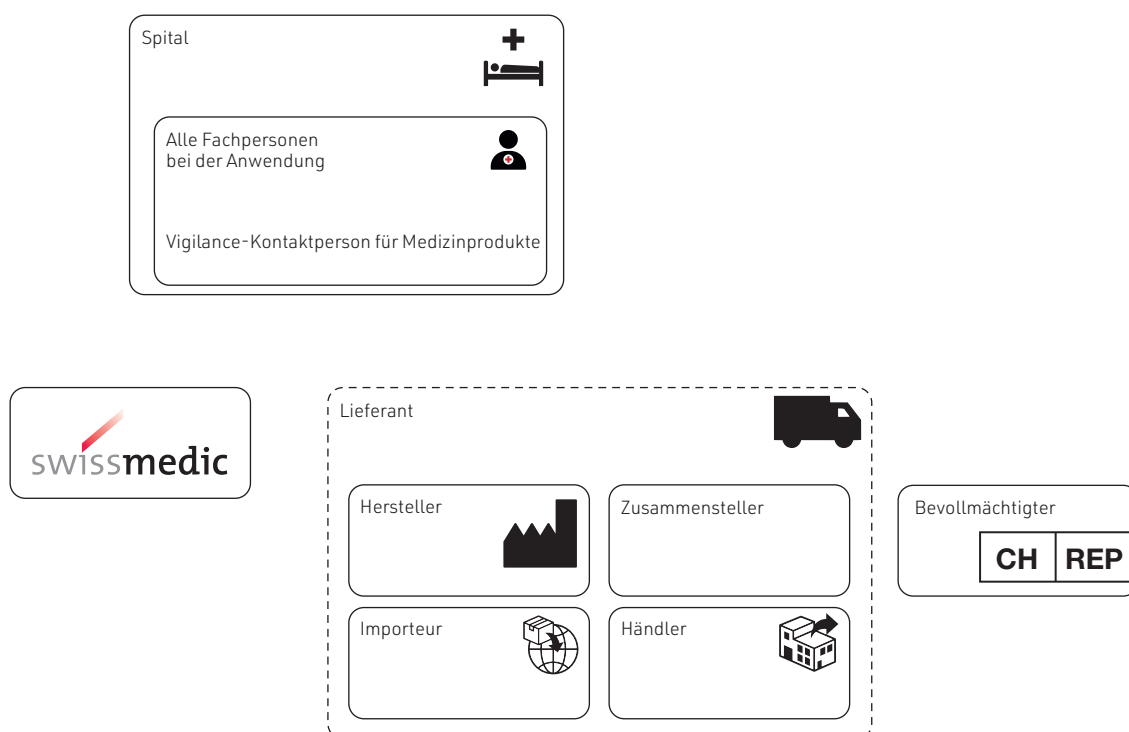 Spital
Alle Fachpersonen
bei der Anwendung
Vigilance-Kontaktperson für Medizinprodukte
swissmedic
Lieferant
Hersteller
Zusammensteller
Bevollmächtigter
CH REP
Importeur
Händler